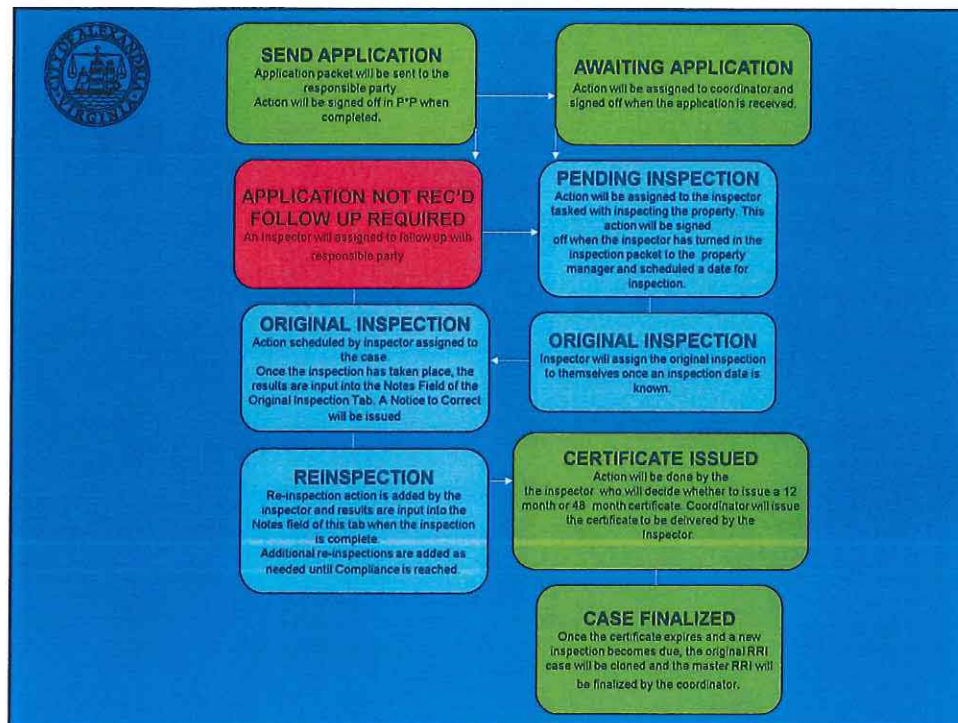 CITY OF ALEXANDRIA
VIRGINIA
SEND APPLICATION
Application packet will be sent to the
responsible party
Action will be signed off in P*P when
completed.
AWAITING APPLICATION
Action will be assigned to coordinator and
signed off when the application is received.
APPLICATION NOT REC'D
FOLLOW UP REQUIRED
An Inspector will assigned to follow up with
responsible party
PENDING INSPECTION
Action will be assigned to the inspector
tasked with inspecting the property. This
action will be signed
off when the inspector has turned in the
inspection packet to the property
manager and scheduled a date for
inspection.
ORIGINAL INSPECTION
Action scheduled by inspector assigned to
the case.
Once the inspection has taken place, the
results are input into the Notes Field of the
Original Inspection Tab. A Notice to Correct
will be issued
ORIGINAL INSPECTION
Inspector will assign the original inspection
to themselves once an inspection date is
known.
REINSPECTION
Re-inspection action is added by the
inspector and results are input into the
Notes field of this tab when the inspection
is complete.
Additional re-inspections are added as
needed until Compliance is reached.
CERTIFICATE ISSUED
Action will be done by the
the inspector who will decide whether to issue a 12
month or 48 month certificate. Coordinator will issue
the certificate to be delivered by the
Inspector.
CASE FINALIZED
Once the certificate expires and a new
inspection becomes due, the original RRI
case will be cloned and the master RRI will
be finalized by the coordinator.